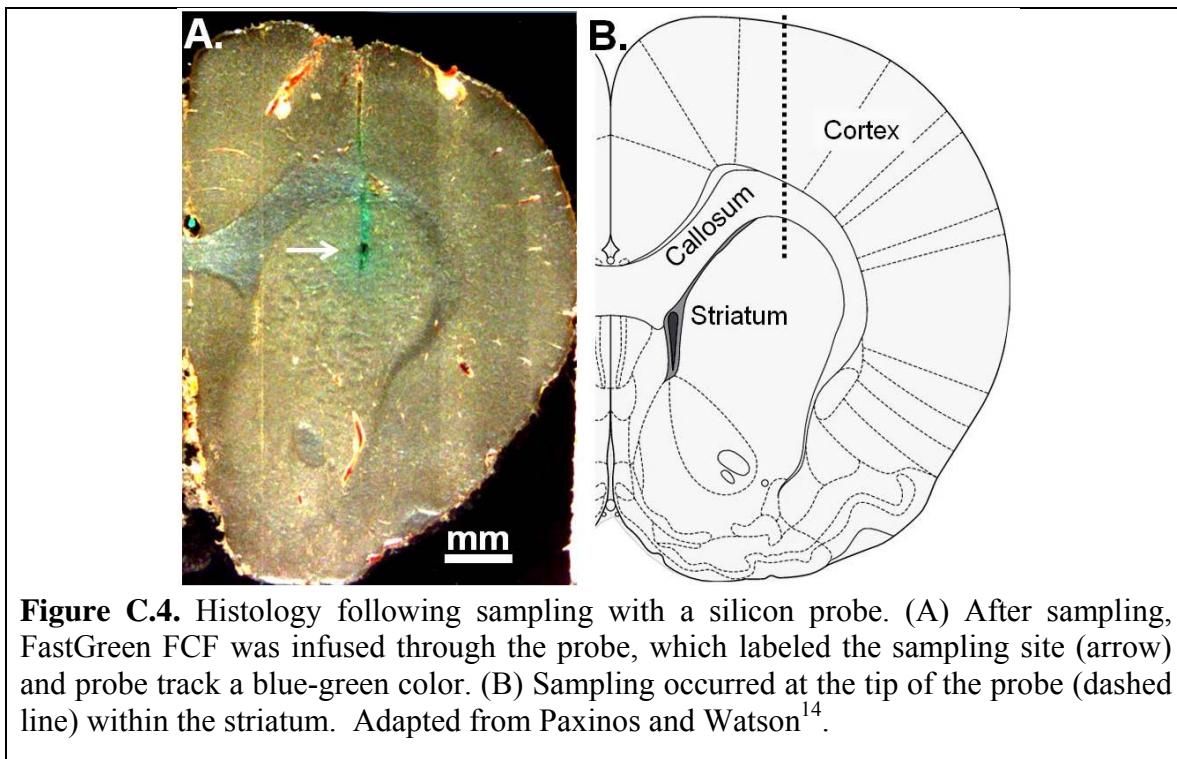 A.
B.
Cortex
Callosum
Striatum
mm
Figure C.4. Histology following sampling with a silicon probe. (A) After sampling,
FastGreen FCF was infused through the probe, which labeled the sampling site (arrow)
and probe track a blue-green color. (B) Sampling occurred at the tip of the probe (dashed
line) within the striatum. Adapted from Paxinos and Watson14.